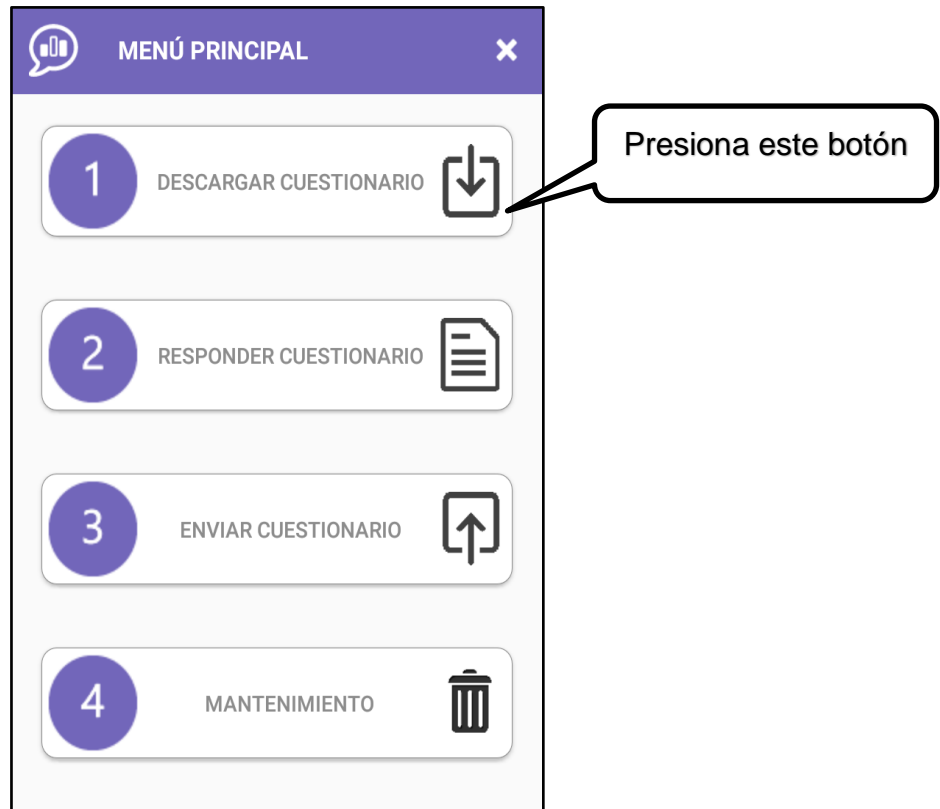 MENÚ PRINCIPAL
1 DESCARGAR CUESTIONARIO
Presiona este botón
2 RESPONDER CUESTIONARIO
3 ENVIAR CUESTIONARIO
4 MANTENIMIENTO